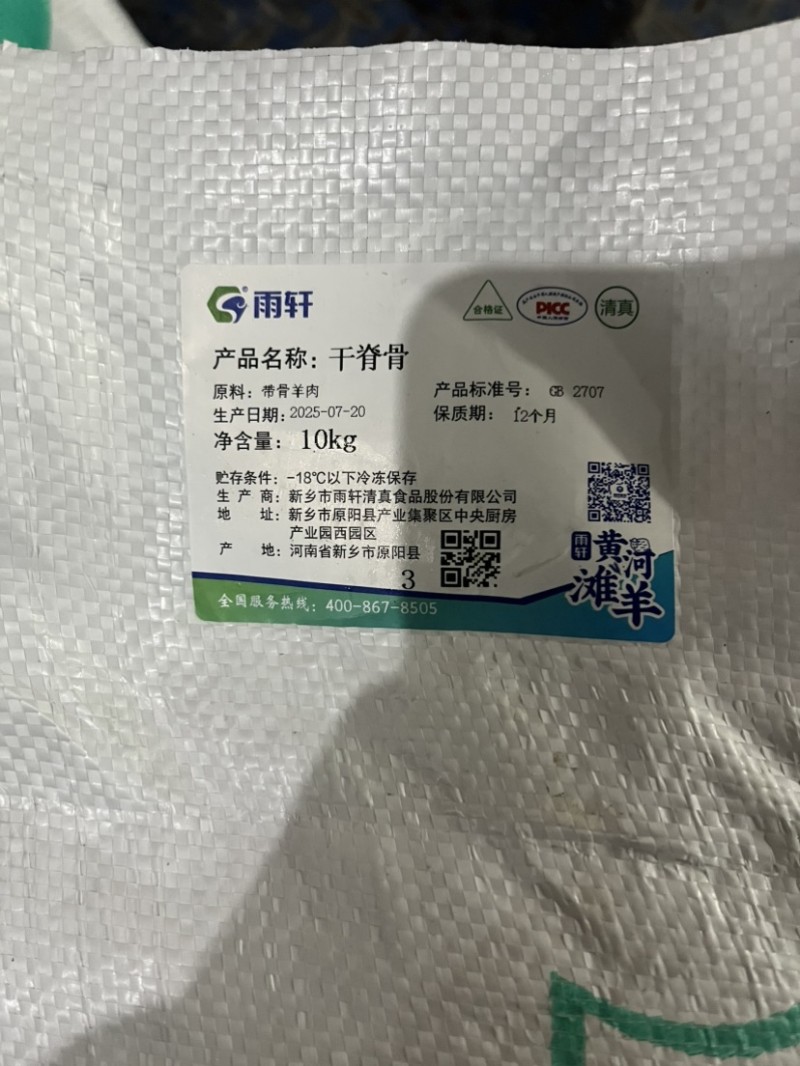 雨轩
合格证
PICC
清真
产品名称：干脊骨
原料：带骨羊肉
产品标准号：GB 2707
生产日期：2025-07-20
保质期：12个月
净含量：10kg
贮存条件：-18℃以下冷冻保存
生产商：新乡市雨轩清真食品股份有限公司
地址：新乡市原阳县产业集聚区中央厨房
产业园西园区
产地：河南省新乡市原阳县
3
雨轩
黄河
滩羊
全国服务热线：400-867-8505